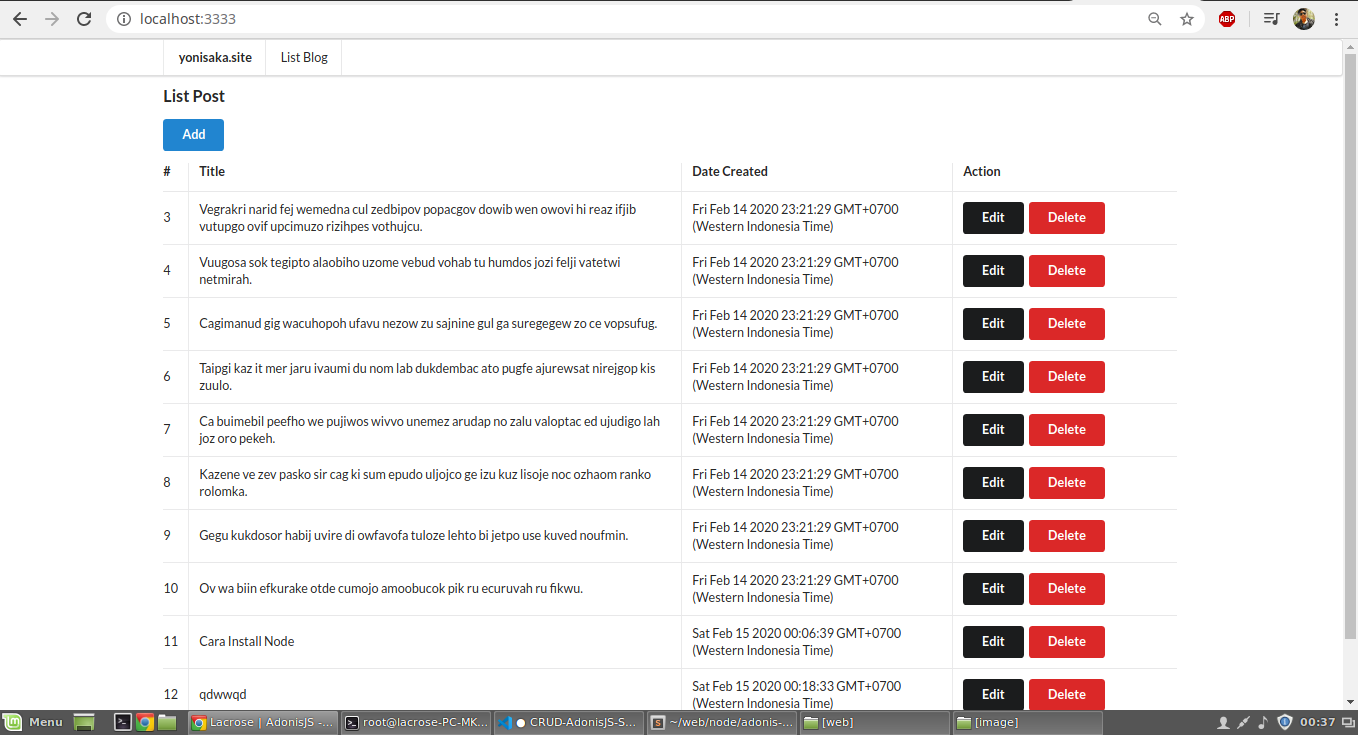 localhost:3333
ABP
yonisaka.site
List Blog
List Post
Add
# Title Date Created Action
3 Vegrakri narid fej wemedna cul zedbipov popacgov dowib wen owovi hi reaz ifjib
vutupgo ovif upcimuzo rizihpes vothujcu.
Fri Feb 14 2020 23:21:29 GMT+0700
(Western Indonesia Time)
Edit Delete
4 Vuugosa sok tegipto alaobiho uzome vebud vohab tu humdos jozi felji vatetwi
netmirah.
Fri Feb 14 2020 23:21:29 GMT+0700
(Western Indonesia Time)
Edit Delete
5 Cagimanud gig wacuhopoh ufavu nezow zu sajnine gul ga suregegew zo ce vopsufug.
Fri Feb 14 2020 23:21:29 GMT+0700
(Western Indonesia Time)
Edit Delete
6 Taipgi kaz it mer jaru ivaumi du nom lab dukdembac ato pugfe ajurewsat nirejgop kis
zuulo.
Fri Feb 14 2020 23:21:29 GMT+0700
(Western Indonesia Time)
Edit Delete
7 Ca buimebil peefho we pujiwos wivvo unemez arudap no zalu valoptac ed ujudigo lah
joz oro pekeh.
Fri Feb 14 2020 23:21:29 GMT+0700
(Western Indonesia Time)
Edit Delete
8 Kazene ve zev pasko sir cag ki sum epudo uljojco ge izu kuz lisoje noc ozhaom ranko
rolomka.
Fri Feb 14 2020 23:21:29 GMT+0700
(Western Indonesia Time)
Edit Delete
9 Gegu kukdosor habij uvire di owfavofa tuloze lehto bi jetpo use kuved noufmin.
Fri Feb 14 2020 23:21:29 GMT+0700
(Western Indonesia Time)
Edit Delete
10 Ov wa biin efkurake otde cumojo amoobucok pik ru ecuruvah ru fikwu.
Fri Feb 14 2020 23:21:29 GMT+0700
(Western Indonesia Time)
Edit Delete
11 Cara Install Node
Sat Feb 15 2020 00:06:39 GMT+0700
(Western Indonesia Time)
Edit Delete
12 qdwwqd
Sat Feb 15 2020 00:18:33 GMT+0700
(Western Indonesia Time)
Edit Delete
Menu
Lacrose | AdonisJS -...
root@lacrose-PC-MK...
● CRUD-AdonisJS-S...
~/web/node/adonis-...
[web]
[image]
00:37